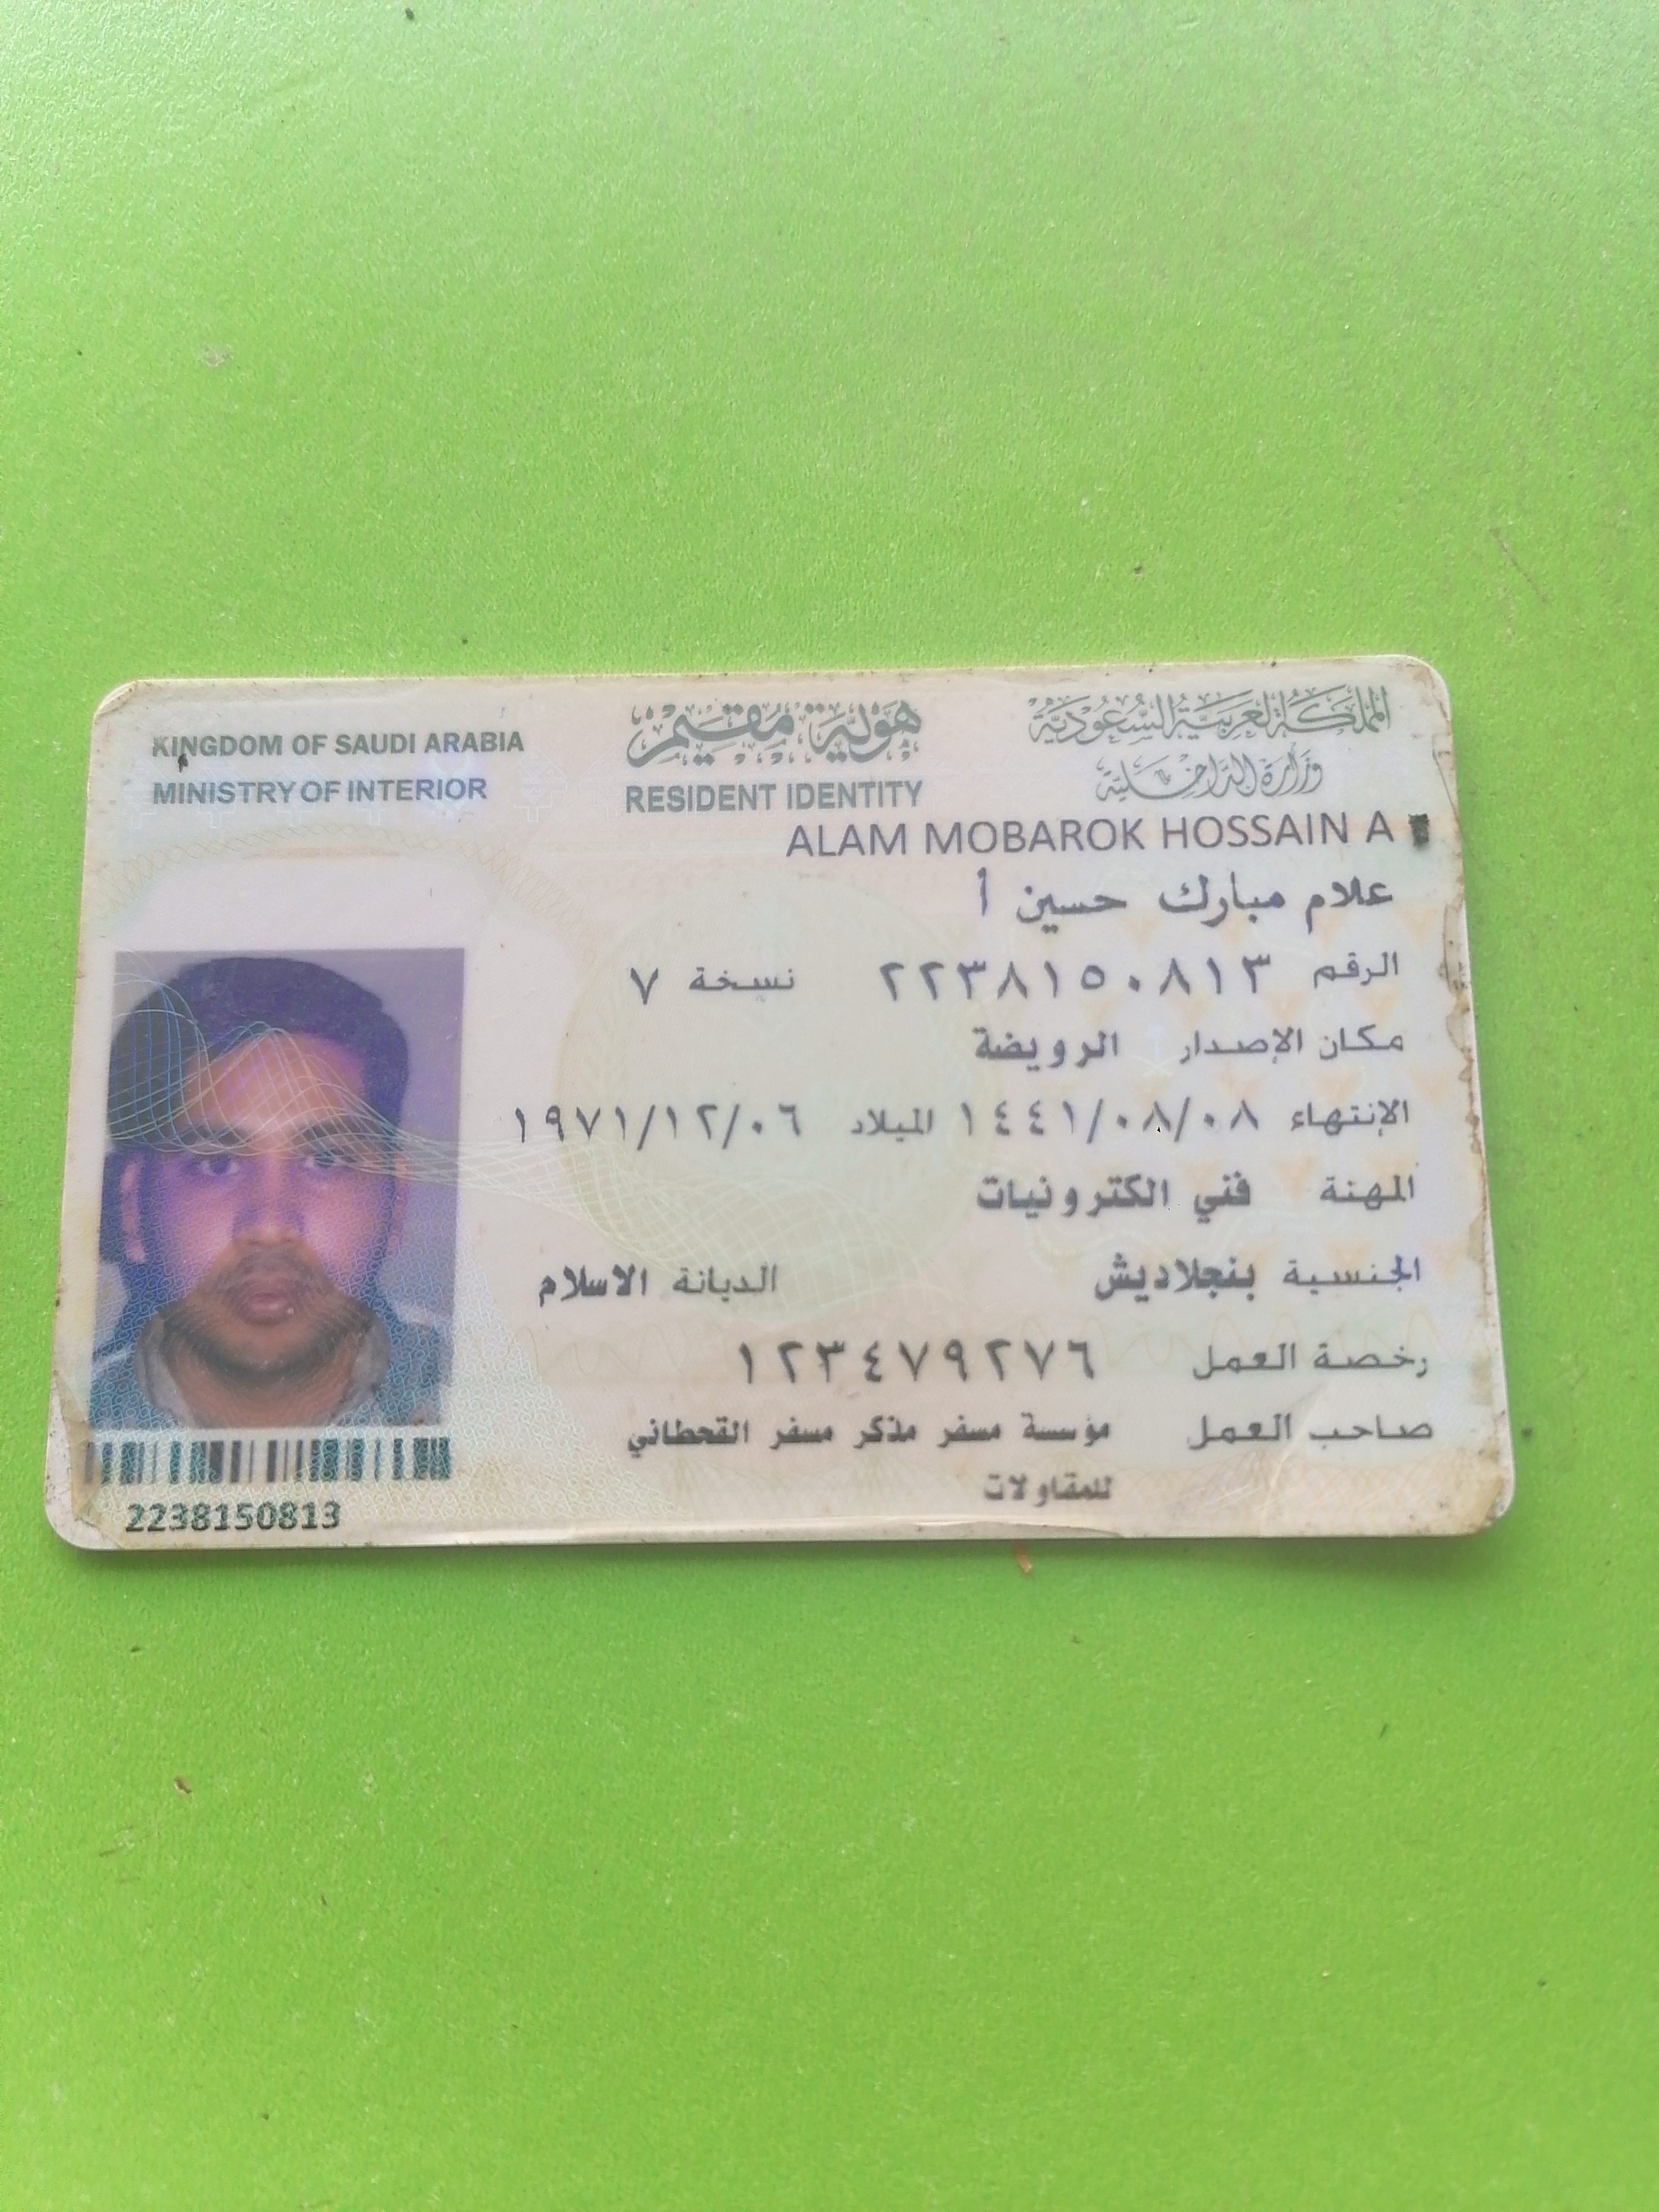 المملكة العربية السعودية
وزارة الداخلية
هوية مقيم
RESIDENT IDENTITY
KINGDOM OF SAUDI ARABIA
MINISTRY OF INTERIOR
ALAM MOBAROK HOSSAIN A
علام مبارك حسين أ
الرقم ٢٢٣٨١٥٠٨١٣ نسخة ٧
مكان الإصدار الرويضة
الإنتهاء ١٤٤١/٠٨/٠٨ الميلاد ١٩٧١/١٢/٠٦
المهنة فني الكترونيات
الجنسية بنجلاديش الديانة الاسلام
رخصة العمل ١٢٣٤٧٩٢٧٦
صاحب العمل مؤسسة مسفر مذكر مسفر القحطاني
للمقاولات
2238150813